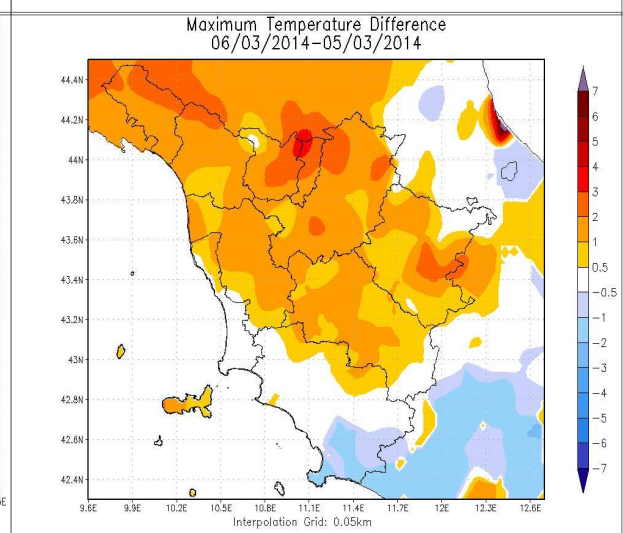 Maximum Temperature Difference
06/03/2014-05/03/2014
44.4N
44.2N
44N
43.8N
43.6N
43.4N
43.2N
43N
42.8N
42.6N
42.4N
9.6E 9.9E 10.2E 10.5E 10.8E 11.1E 11.4E 11.7E 12E 12.3E 12.6E
Interpolation Grid: 0.05km
7
6
5
4
3
2
1
0.5
-0.5
-1
-2
-3
-4
-5
-6
-7